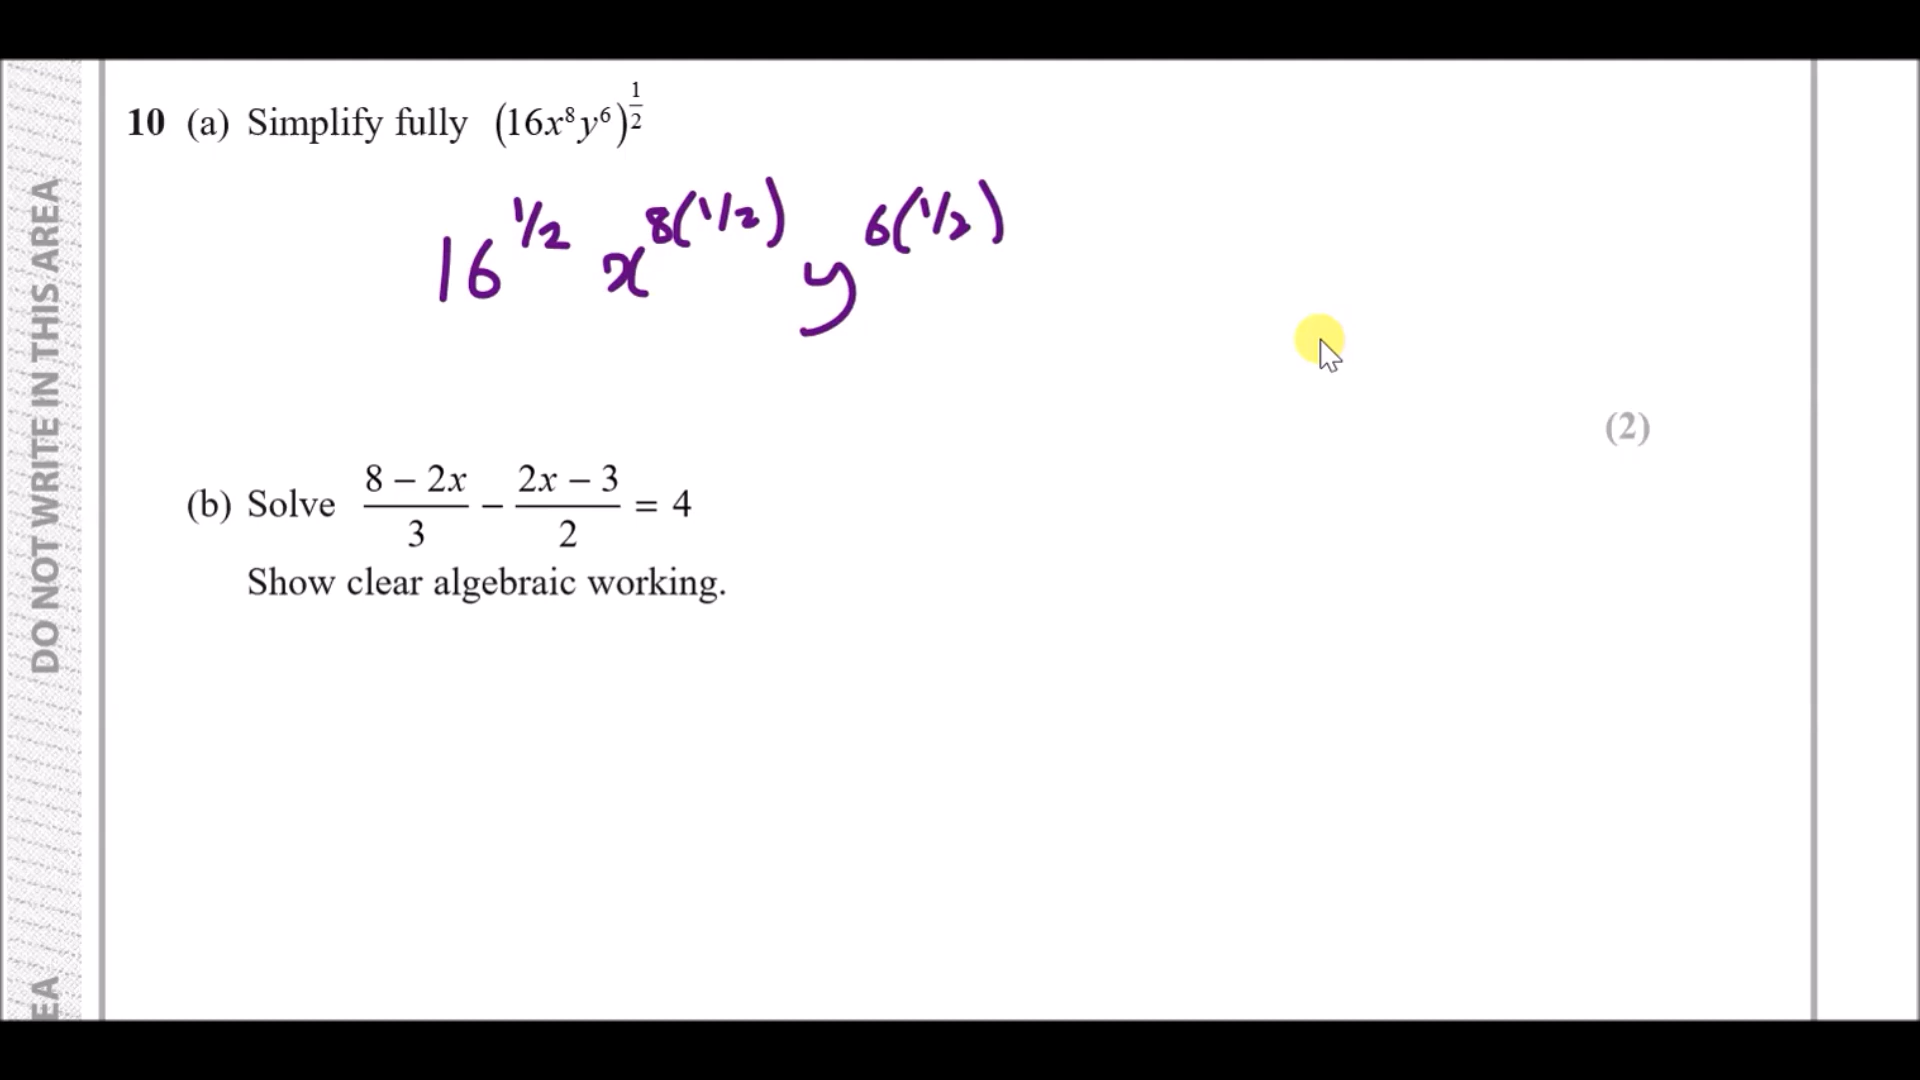 10 (a) Simplify fully (16x⁸y⁶)^½
16^1/2 x^8(1/2) y^6(1/2)
(2)
(b) Solve (8 – 2x)/3 – (2x – 3)/2 = 4
Show clear algebraic working.
DO NOT WRITE IN THIS AREA
EA